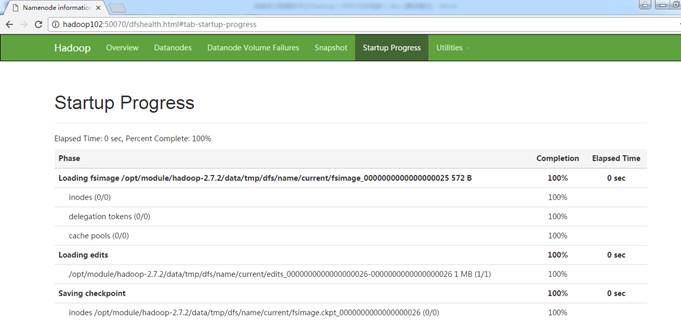 Namenode information
hadoop102:50070/dfshealth.html#tab-startup-progress
Hadoop Overview Datanodes Datanode Volume Failures Snapshot Startup Progress Utilities
Startup Progress
Elapsed Time: 0 sec, Percent Complete: 100%
Phase Completion Elapsed Time
Loading fsimage /opt/module/hadoop-2.7.2/data/tmp/dfs/name/current/fsimage_0000000000000000025 572 B 100% 0 sec
inodes (0/0) 100%
delegation tokens (0/0) 100%
cache pools (0/0) 100%
Loading edits 100% 0 sec
/opt/module/hadoop-2.7.2/data/tmp/dfs/name/current/edits_0000000000000000026-0000000000000000026 1 MB (1/1) 100%
Saving checkpoint 100% 0 sec
inodes /opt/module/hadoop-2.7.2/data/tmp/dfs/name/current/fsimage.ckpt_0000000000000000026 (0/0) 100%